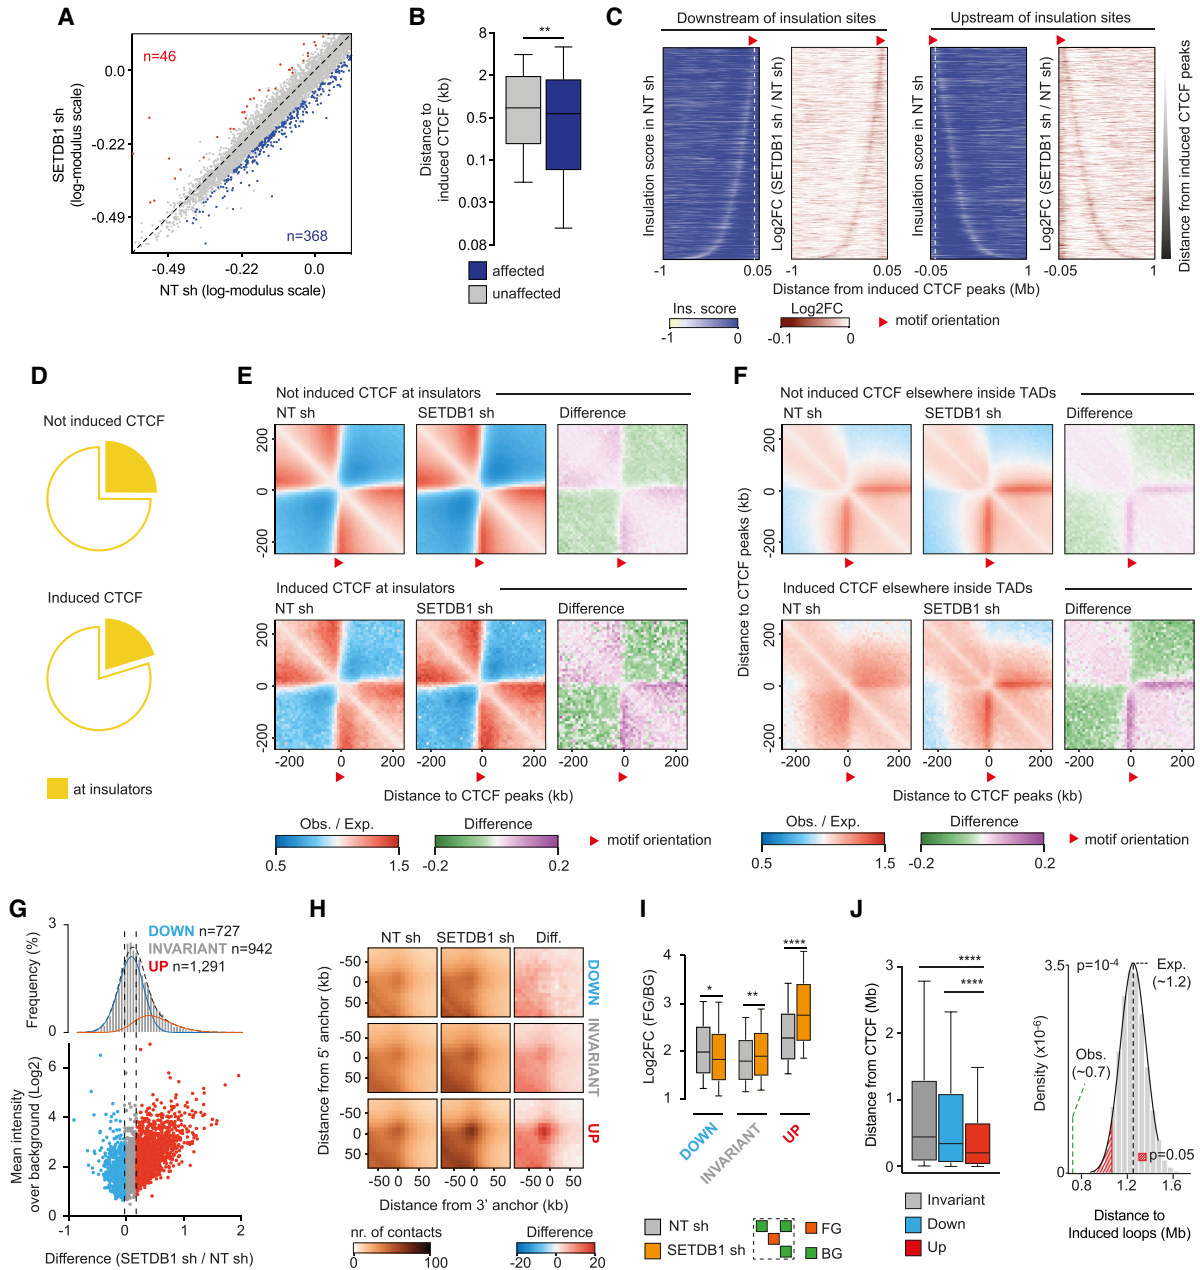 A
SETDB1 sh
(log-modulus scale)
0.0
-0.22
-0.49
n=46
n=368
-0.49
-0.22
0.0
NT sh (log-modulus scale)
B
Distance to
induced CTCF (kb)
8
2
0.5
0.1
0.03
0.08
**
affected
unaffected
C
Downstream of insulation sites
Upstream of insulation sites
Insulation score in NT sh
Log2FC (SETDB1 sh / NT sh)
Insulation score in NT sh
Log2FC (SETDB1 sh / NT sh)
Distance from induced CTCF peaks
-1
0.05
-1
0.05
-0.05
1
-0.05
1
Distance from induced CTCF peaks (Mb)
Ins. score
-1
0
Log2FC
-0.1
0
motif orientation
D
Not induced CTCF
Induced CTCF
at insulators
E
Not induced CTCF at insulators
NT sh
SETDB1 sh
Difference
200
0
-200
Induced CTCF at insulators
NT sh
SETDB1 sh
Difference
200
0
-200
-200
0
200
-200
0
200
-200
0
200
Distance to CTCF peaks (kb)
Obs. / Exp.
0.5
1.5
Difference
-0.2
0.2
motif orientation
F
Not induced CTCF elsewhere inside TADs
NT sh
SETDB1 sh
Difference
200
0
-200
Distance to CTCF peaks (kb)
Induced CTCF elsewhere inside TADs
NT sh
SETDB1 sh
Difference
200
0
-200
-200
0
200
-200
0
200
-200
0
200
Distance to CTCF peaks (kb)
Obs. / Exp.
0.5
1.5
Difference
-0.2
0.2
motif orientation
G
Frequency (%)
3
0
DOWN n=727
INVARIANT n=942
UP n=1,291
Mean intensity
over background (Log2)
6
4
2
0
-1
0
1
2
Difference (SETDB1 sh / NT sh)
H
NT sh
SETDB1 sh
Diff.
Distance from 5' anchor (kb)
-50
0
50
-50
0
50
-50
0
50
DOWN
INVARIANT
UP
-50 0 50
-50 0 50
-50 0 50
Distance from 3' anchor (kb)
nr. of contacts
0
100
Difference
-20
20
I
Log2FC (FG/BG)
4
3
2
1
*
**
****
DOWN
INVARIANT
UP
NT sh
SETDB1 sh
FG
BG
J
Distance from CTCF (Mb)
3
2
1
0
****
****
Invariant
Down
Up
Density (x10⁻⁶)
3.5
0
p=10⁻⁴
Exp.
(~1.2)
Obs.
(~0.7)
p=0.05
0.8
1.2
1.6
Distance to
Induced loops (Mb)